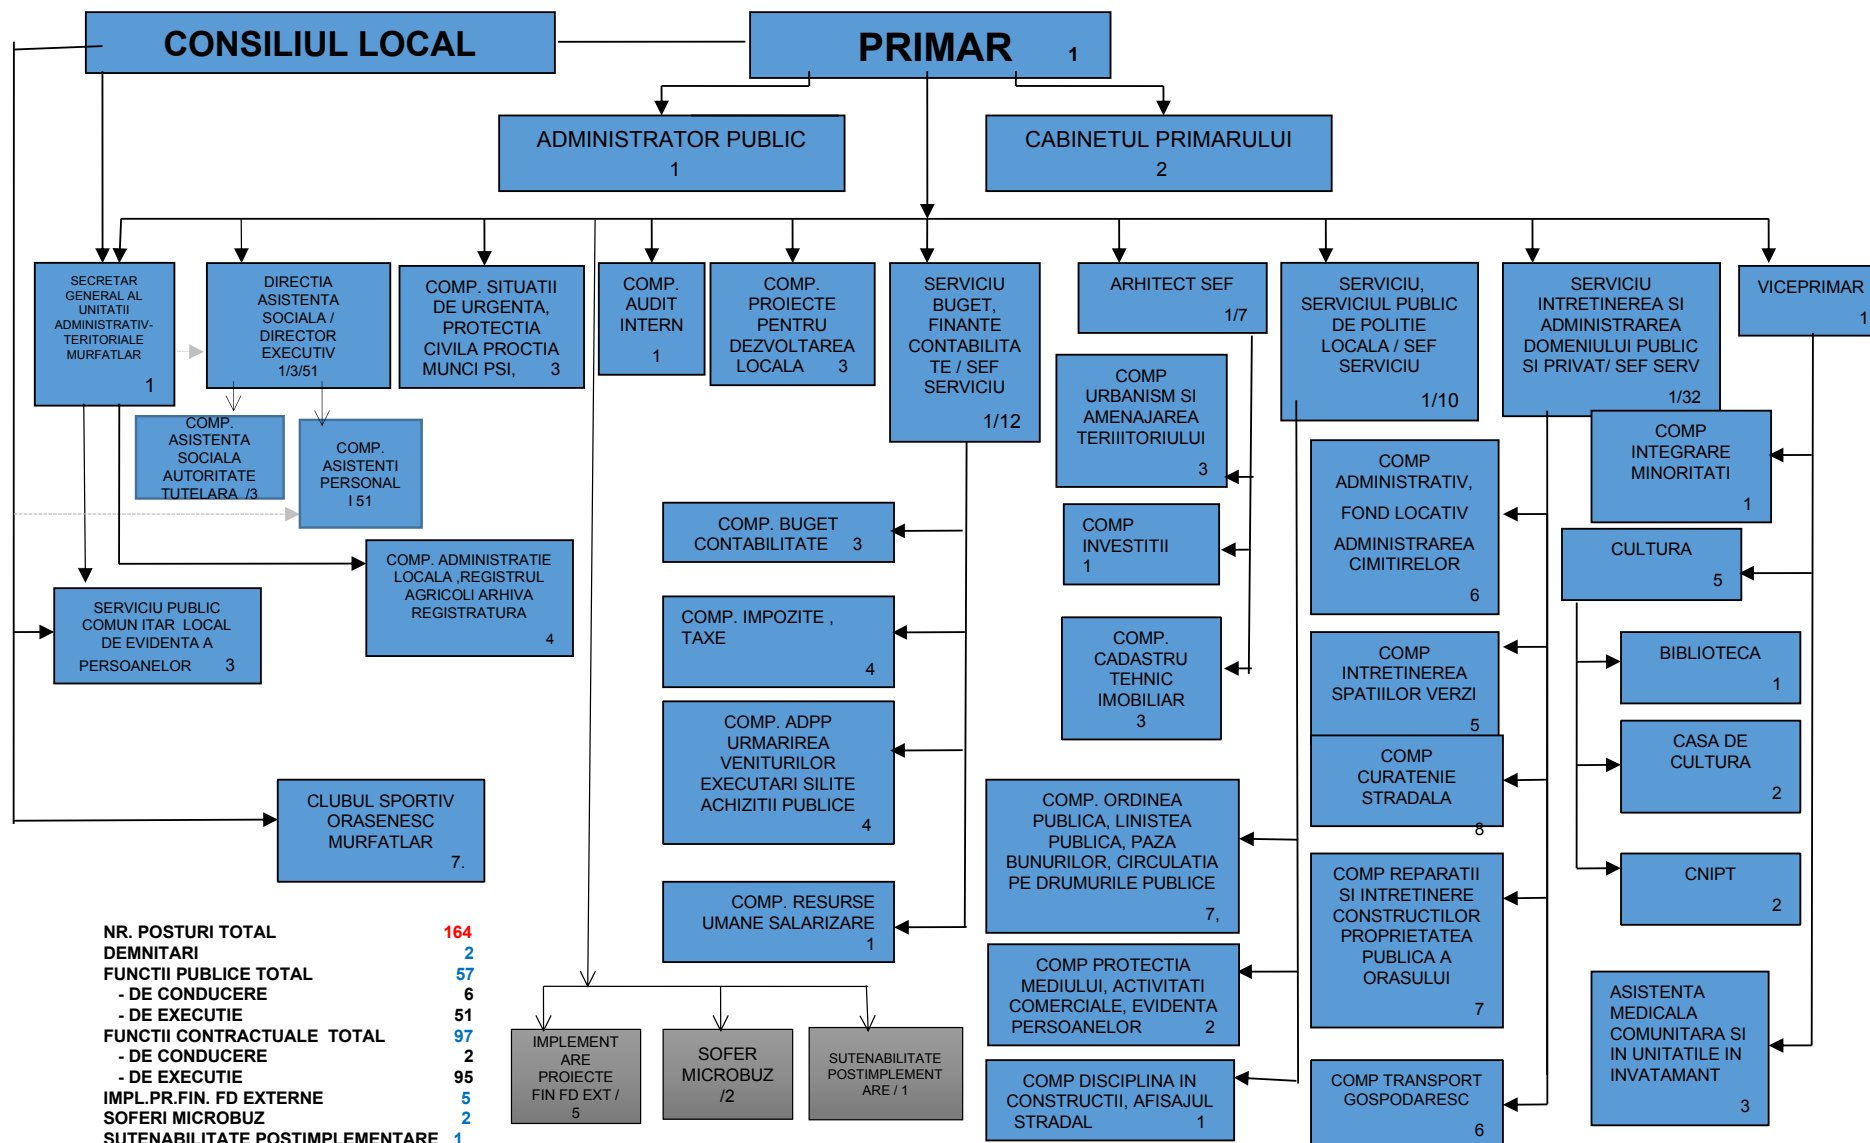 CONSILIUL LOCAL
PRIMAR 1
ADMINISTRATOR PUBLIC
1
CABINETUL PRIMARULUI
2
SECRETAR
GENERAL AL
UNITATII
ADMINISTRATIV-
TERITORIALE
MURFATLAR
1
DIRECTIA
ASISTENTA
SOCIALA /
DIRECTOR
EXECUTIV
1/3/51
COMP. SITUATII
DE URGENTA,
PROTECTIA
CIVILA PROCTIA
MUNCI PSI, 3
COMP.
AUDIT
INTERN
1
COMP.
PROIECTE
PENTRU
DEZVOLTAREA
LOCALA 3
SERVICIU
BUGET,
FINANTE
CONTABILITA
TE / SEF
SERVICIU
1/12
ARHITECT SEF
1/7
SERVICIU,
SERVICIUL PUBLIC
DE POLITIE
LOCALA / SEF
SERVICIU
1/10
SERVICIU
INTRETINEREA SI
ADMINISTRAREA
DOMENIULUI PUBLIC
SI PRIVAT/ SEF SERV
1/32
VICEPRIMAR
1
COMP.
ASISTENTA
SOCIALA
AUTORITATE
TUTELARA /3
COMP.
ASISTENTI
PERSONAL
I 51
COMP. ADMINISTRATIE
LOCALA ,REGISTRUL
AGRICOLI ARHIVA
REGISTRATURA
4
SERVICIU PUBLIC
COMUN ITAR LOCAL
DE EVIDENTA A
PERSOANELOR 3
CLUBUL SPORTIV
ORASENESC
MURFATLAR
7.
COMP. BUGET
CONTABILITATE 3
COMP. IMPOZITE ,
TAXE
4
COMP. ADPP
URMARIREA
VENITURILOR
EXECUTARI SILITE
ACHIZITII PUBLICE
4
COMP. RESURSE
UMANE SALARIZARE
1
COMP
URBANISM SI
AMENAJAREA
TERIIITORIULUI
3
COMP
INVESTITII
1
COMP.
CADASTRU
TEHNIC
IMOBILIAR
3
COMP. ORDINEA
PUBLICA, LINISTEA
PUBLICA, PAZA
BUNURILOR, CIRCULATIA
PE DRUMURILE PUBLICE
7,
COMP PROTECTIA
MEDIULUI, ACTIVITATI
COMERCIALE, EVIDENTA
PERSOANELOR 2
COMP DISCIPLINA IN
CONSTRUCTII, AFISAJUL
STRADAL 1
COMP
ADMINISTRATIV,
FOND LOCATIV
ADMINISTRAREA
CIMITIRELOR
6
COMP
INTRETINEREA
SPATIILOR VERZI
5
COMP
CURATENIE
STRADALA
8
COMP REPARATII
SI INTRETINERE
CONSTRUCTIILOR
PROPRIETATEA
PUBLICA A
ORASULUI
7
COMP TRANSPORT
GOSPODARESC
6
COMP
INTEGRARE
MINORITATI
1
CULTURA
5
BIBLIOTECA
1
CASA DE
CULTURA
2
CNIPT
2
ASISTENTA
MEDICALA
COMUNITARA SI
IN UNITATILE IN
INVATAMANT
3
IMPLEMENT
ARE
PROIECTE
FIN FD EXT /
5
SOFER
MICROBUZ
/2
SUTENABILITATE
POSTIMPLEMENT
ARE / 1
NR. POSTURI TOTAL 164
DEMNITARI 2
FUNCTII PUBLICE TOTAL 57
- DE CONDUCERE 6
- DE EXECUTIE 51
FUNCTII CONTRACTUALE TOTAL 97
- DE CONDUCERE 2
- DE EXECUTIE 95
IMPL.PR.FIN. FD EXTERNE 5
SOFERI MICROBUZ 2
SUTENABILITATE POSTIMPLEMENTARE 1